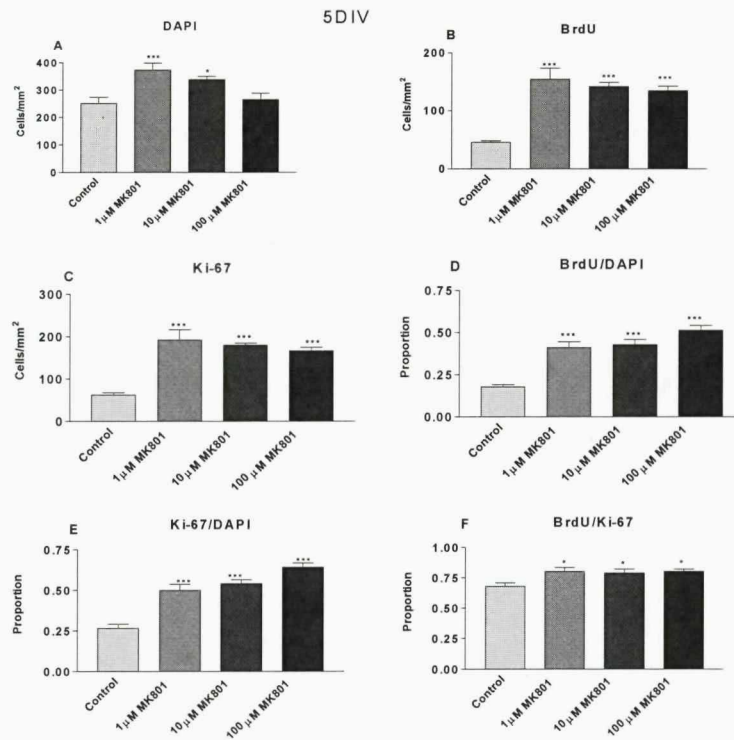 5DIV
A
DAPI
Cells/mm²
400
300
200
100
0
***
*
Control
1μM MK801
10μM MK801
100μM MK801
B
BrdU
Cells/mm²
200
100
0
***
***
***
Control
1μM MK801
10μM MK801
100μM MK801
C
Ki-67
Cells/mm²
300
200
100
0
***
***
***
Control
1μM MK801
10μM MK801
100μM MK801
D
BrdU/DAPI
Proportion
0.75
0.50
0.25
0.00
***
***
***
Control
1μM MK801
10μM MK801
100μM MK801
E
Ki-67/DAPI
Proportion
0.75
0.50
0.25
0.00
***
***
***
Control
1μM MK801
10μM MK801
100μM MK801
F
BrdU/Ki-67
Proportion
1.00
0.75
0.50
0.25
0.00
*
*
*
Control
1μM MK801
10μM MK801
100μM MK801